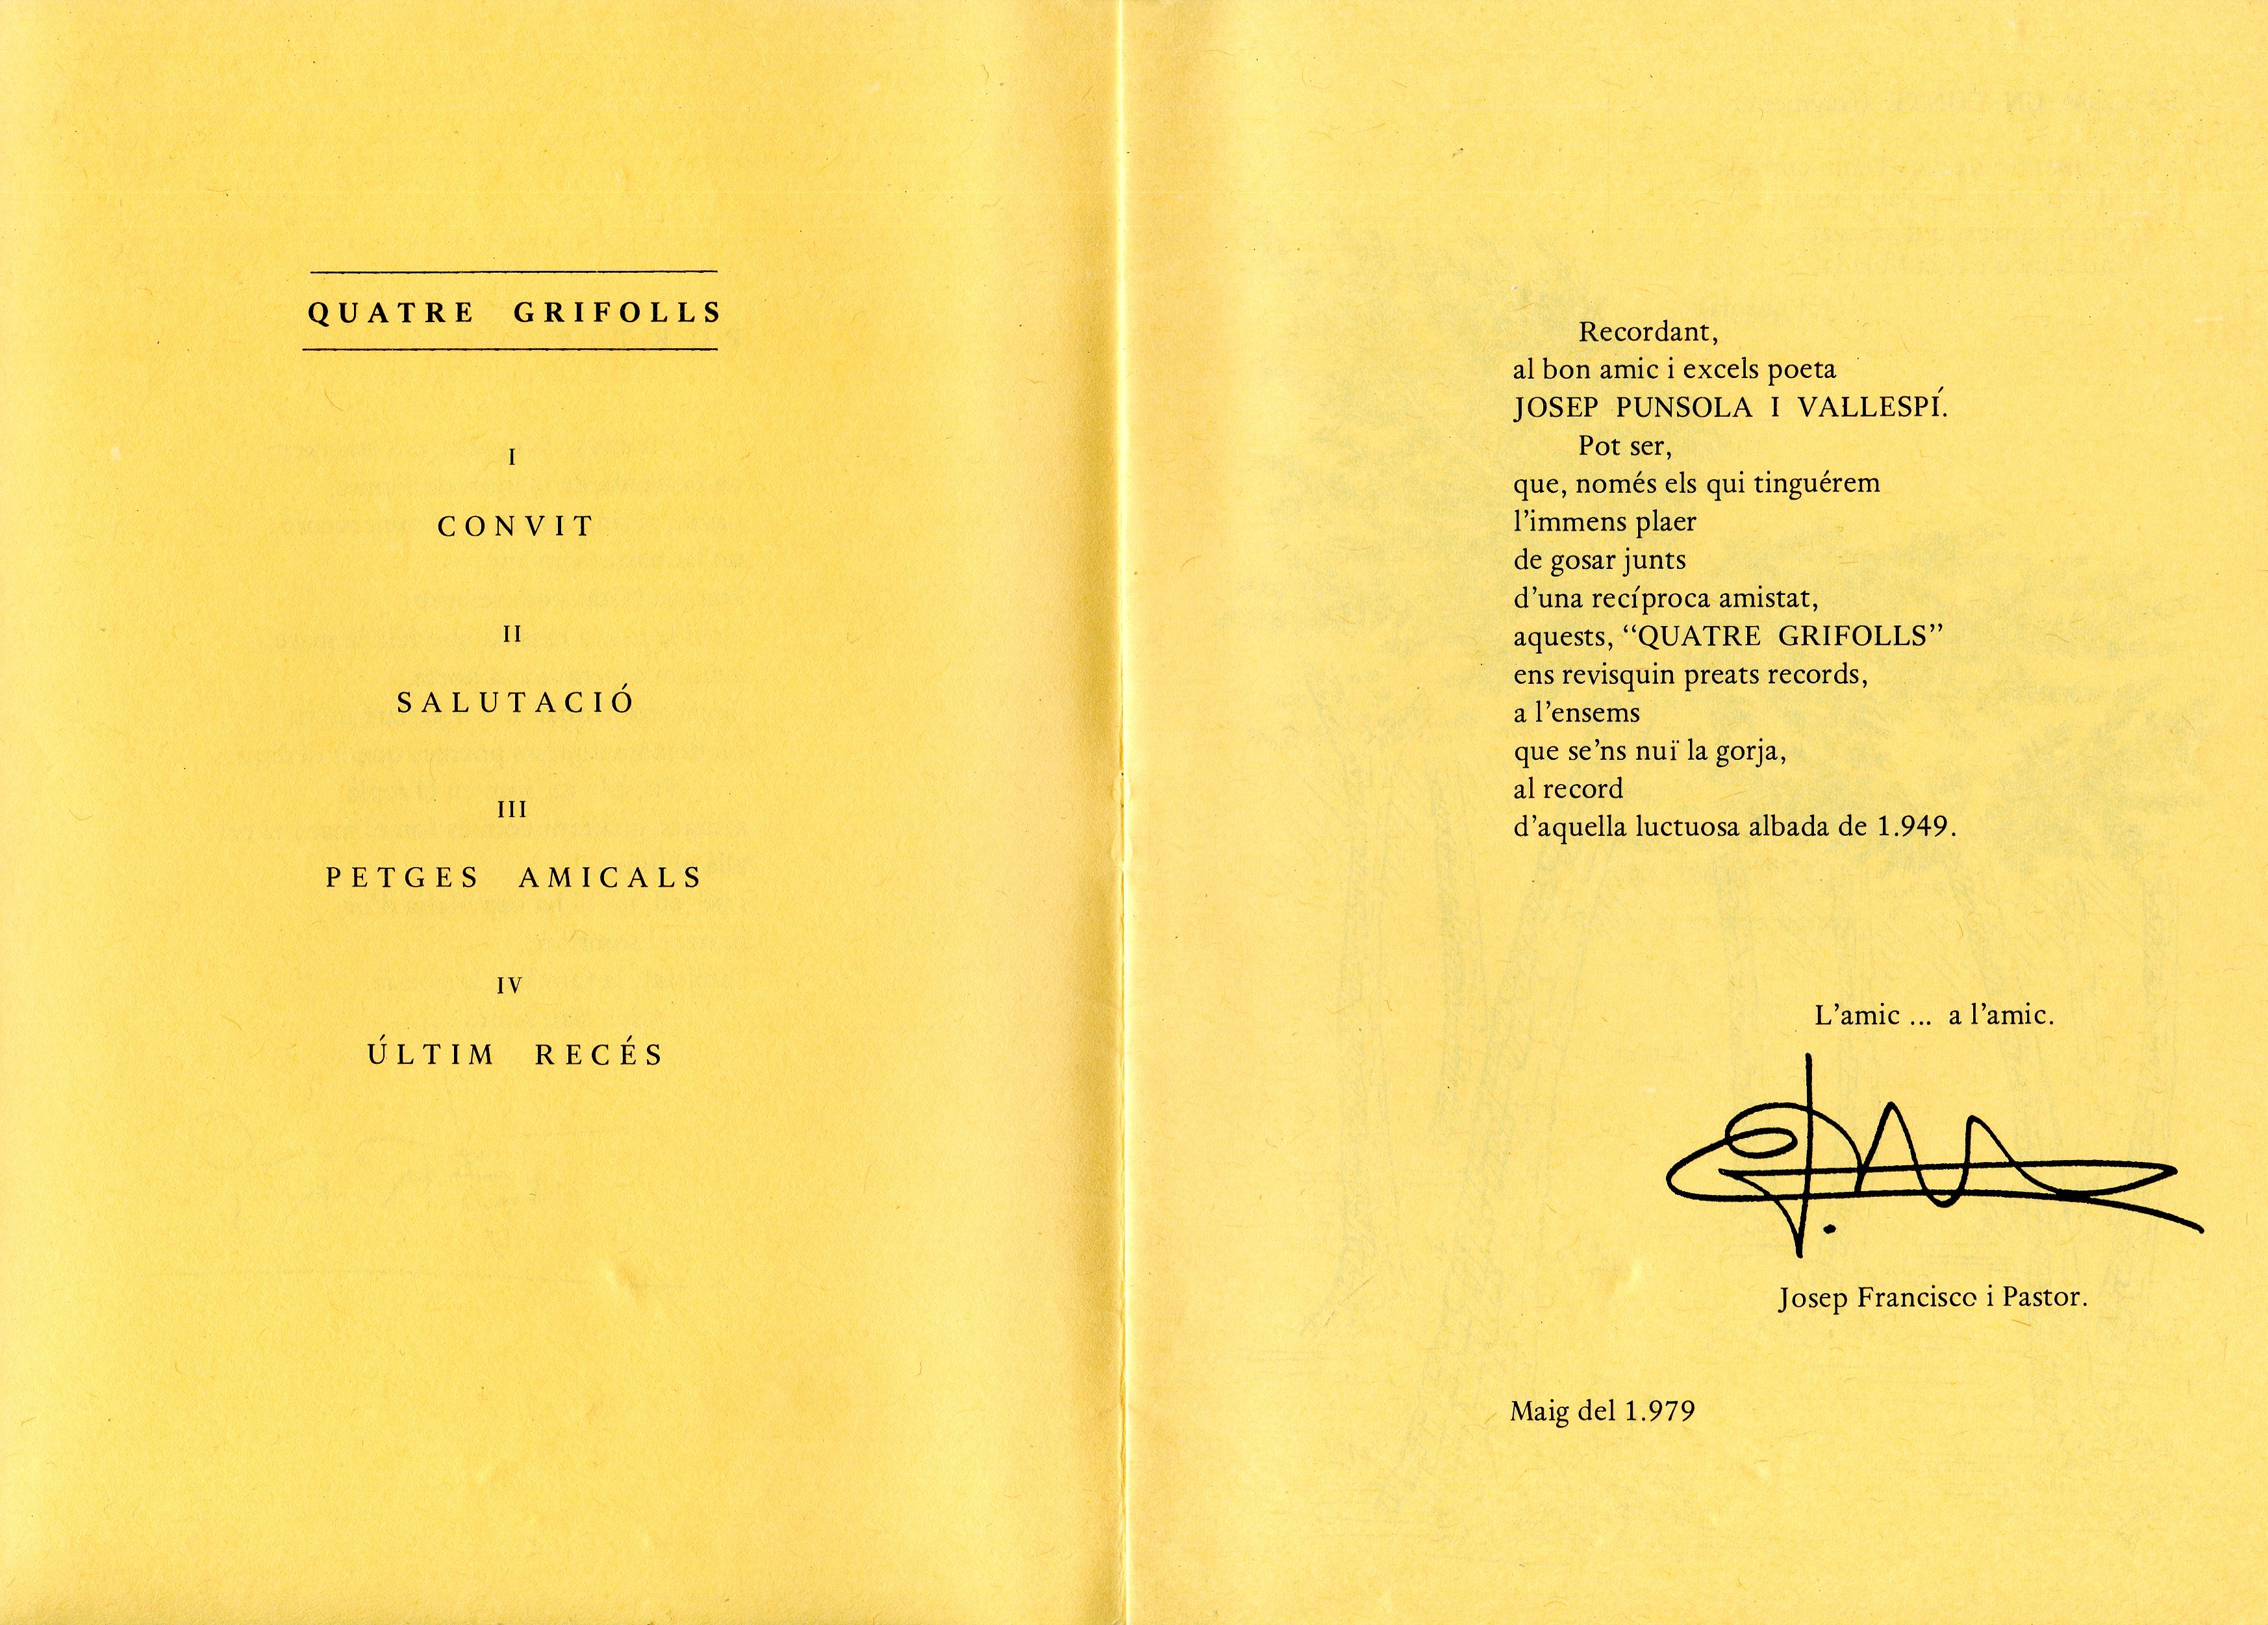 QUATRE GRIFOLLS
I
CONVIT
II
SALUTACIÓ
III
PETGES AMICALS
IV
ÚLTIM RECÉS
Recordant,
al bon amic i excels poeta
JOSEP PUNSOLA I VALLESPÍ.
Pot ser,
que, només els qui tinguérem
l'immens plaer
de gosar junts
d'una recíproca amistat,
aquests, “QUATRE GRIFOLLS”
ens revisquin preats records,
a l'ensems
que se'ns nuï la gorja,
al record
d'aquella luctuosa albada de 1.949.
L'amic ... a l'amic.
Josep Francisco i Pastor.
Maig del 1.979